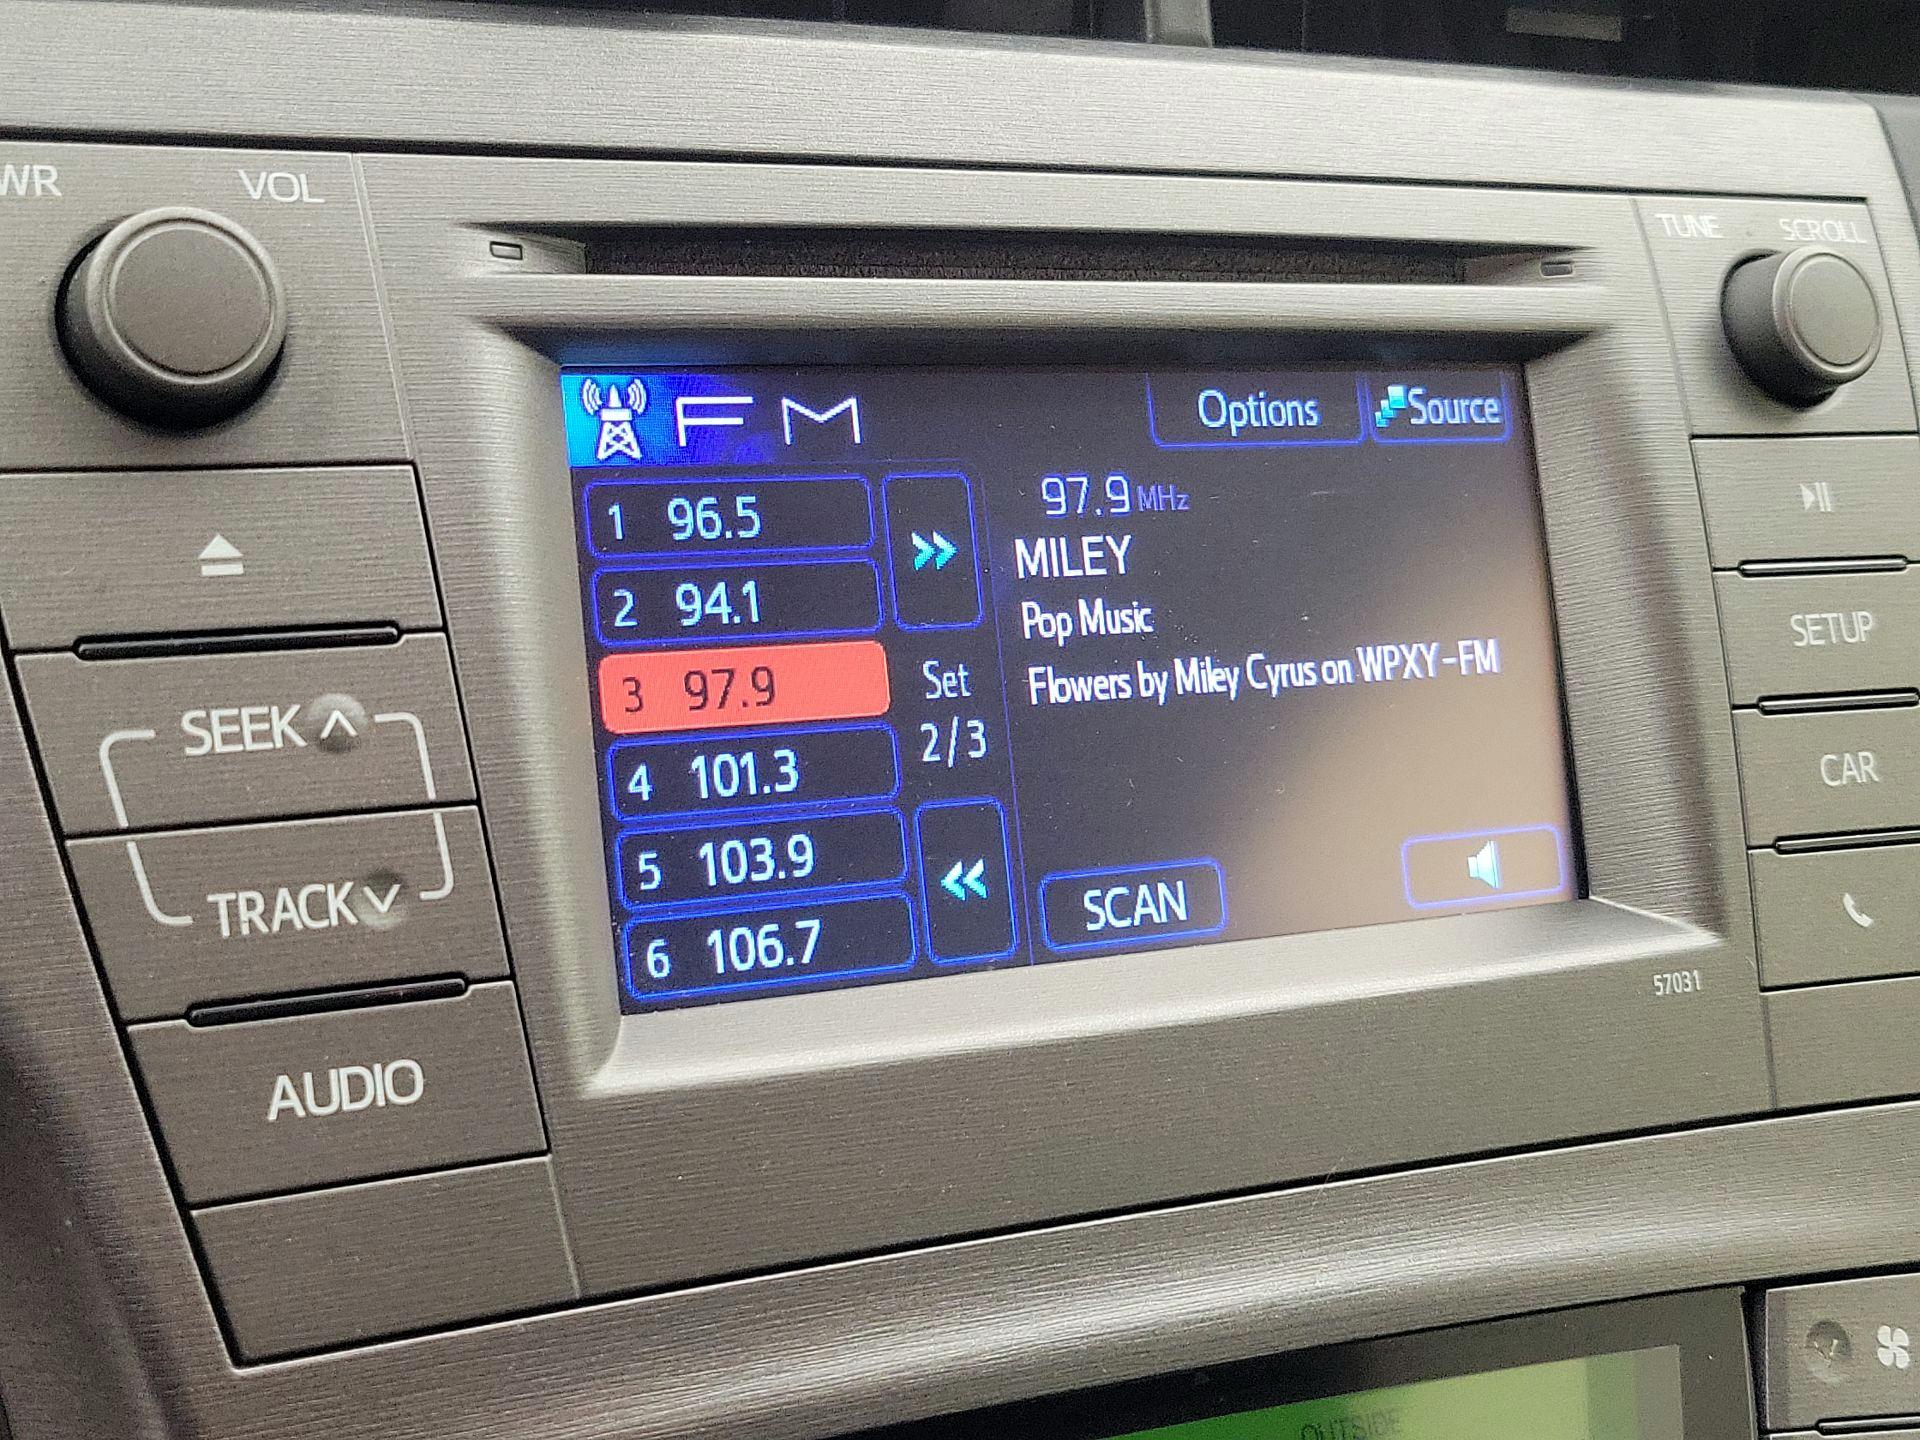 WR VOL
TUNE SCROLL
FM Options Source
1 96.5
2 94.1
3 97.9
4 101.3
5 103.9
6 106.7
Set
2/3
97.9 MHz
MILEY
Pop Music
Flowers by Miley Cyrus on WPXY-FM
SCAN
SEEK
TRACK
AUDIO
SETUP
CAR
57031
OUTSIDE